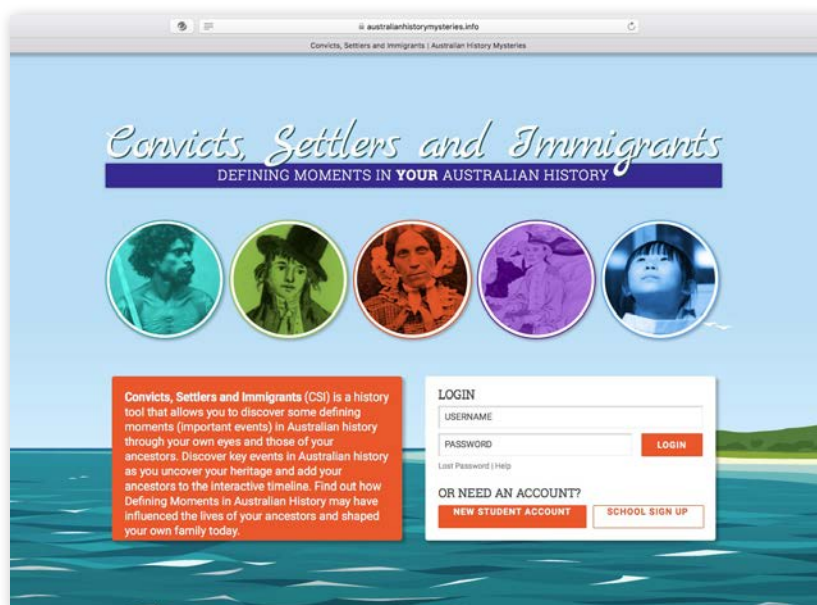 australianhistorymysteries.info
Convicts, Settlers and Immigrants | Australian History Mysteries
Convicts, Settlers and Immigrants
DEFINING MOMENTS IN YOUR AUSTRALIAN HISTORY
Convicts, Settlers and Immigrants (CSI) is a history
tool that allows you to discover some defining
moments (important events) in Australian history
through your own eyes and those of your
ancestors. Discover key events in Australian history
as you uncover your heritage and add your
ancestors to the interactive timeline. Find out how
Defining Moments in Australian History may have
influenced the lives of your ancestors and shaped
your own family today.
LOGIN
USERNAME
PASSWORD
LOGIN
Lost Password | Help
OR NEED AN ACCOUNT?
NEW STUDENT ACCOUNT
SCHOOL SIGN UP